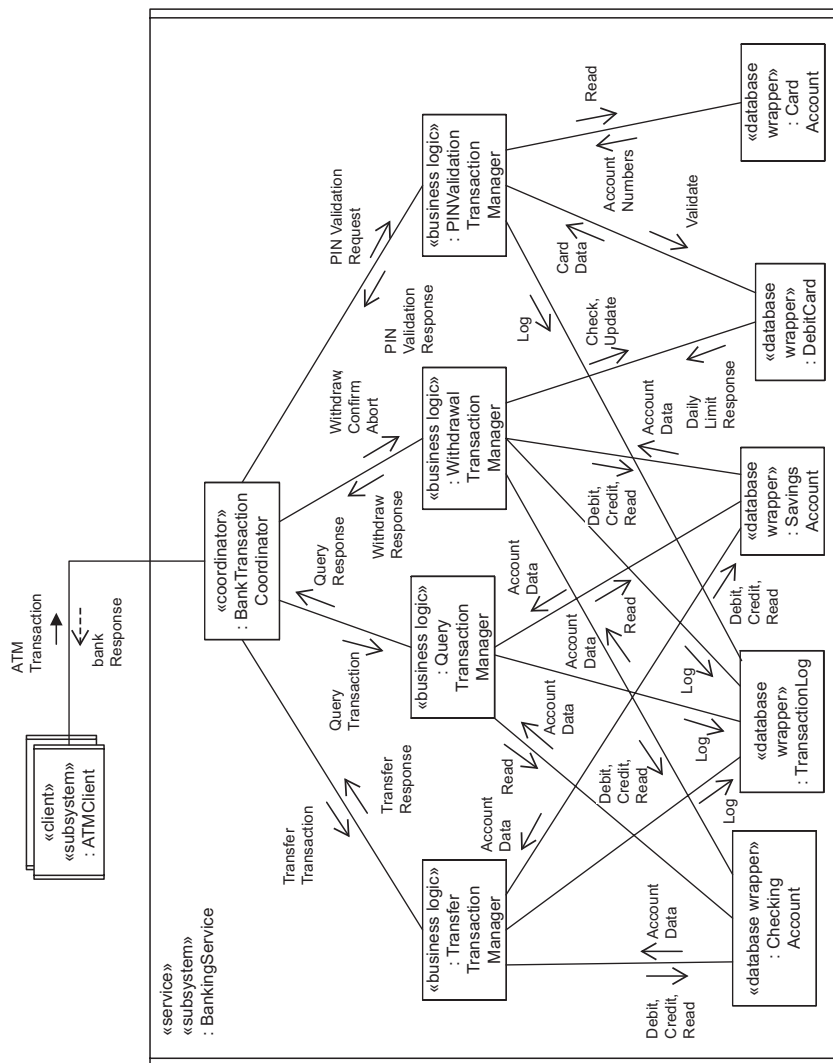 ATM
Transaction
bank
Response
«client»
«subsystem»
: ATMClient
«service»
«subsystem»
: BankingService
«coordinator»
: BankTransaction
Coordinator
Transfer
Transaction
Transfer
Response
Query
Transaction
Query
Response
Withdraw,
Confirm,
Abort
Withdraw
Response
PIN Validation
Request
PIN
Validation
Response
«business logic»
: Transfer
Transaction
Manager
«business logic»
: Query
Transaction
Manager
«business logic»
: Withdrawal
Transaction
Manager
«business logic»
: PINValidation
Transaction
Manager
Account
Data
Read
Account
Data
Account
Data
Log
Check,
Update
Card
Data
Account
Numbers
Read
Validate
Debit,
Credit,
Read
Account
Data
Debit,
Credit,
Read
Account
Data
Read
Debit,
Credit,
Read
Account
Data
Daily
Limit
Response
Log
Log
Log
Debit,
Credit,
Read
«database wrapper»
: Checking
Account
«database
wrapper»
: TransactionLog
«database
wrapper»
: Savings
Account
«database
wrapper»
: DebitCard
«database
wrapper»
: Card
Account